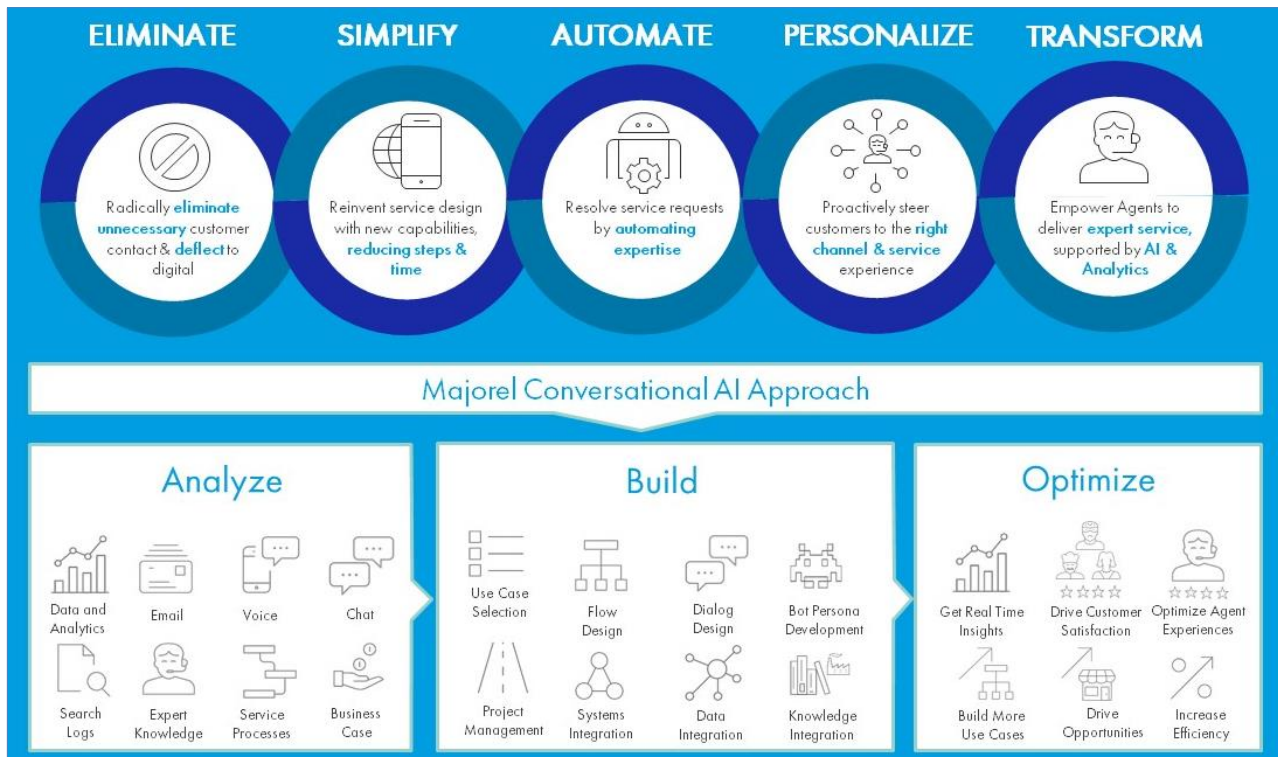 ELIMINATE
SIMPLIFY
AUTOMATE
PERSONALIZE
TRANSFORM
Radically eliminate
unnecessary customer
contact & deflect to
digital
Reinvent service design
with new capabilities,
reducing steps &
time
Resolve service requests
by automating
expertise
Proactively steer
customers to the right
channel & service
experience
Empower Agents to
deliver expert service,
supported by AI &
Analytics
Majorel Conversational AI Approach
Analyze
Data and
Analytics
Email
Voice
Chat
Search
Logs
Expert
Knowledge
Service
Processes
Business
Case
Build
Use Case
Selection
Flow
Design
Dialog
Design
Bot Persona
Development
Project
Management
Systems
Integration
Data
Integration
Knowledge
Integration
Optimize
Get Real Time
Insights
Drive Customer
Satisfaction
Optimize Agent
Experiences
Build More
Use Cases
Drive
Opportunities
Increase
Efficiency